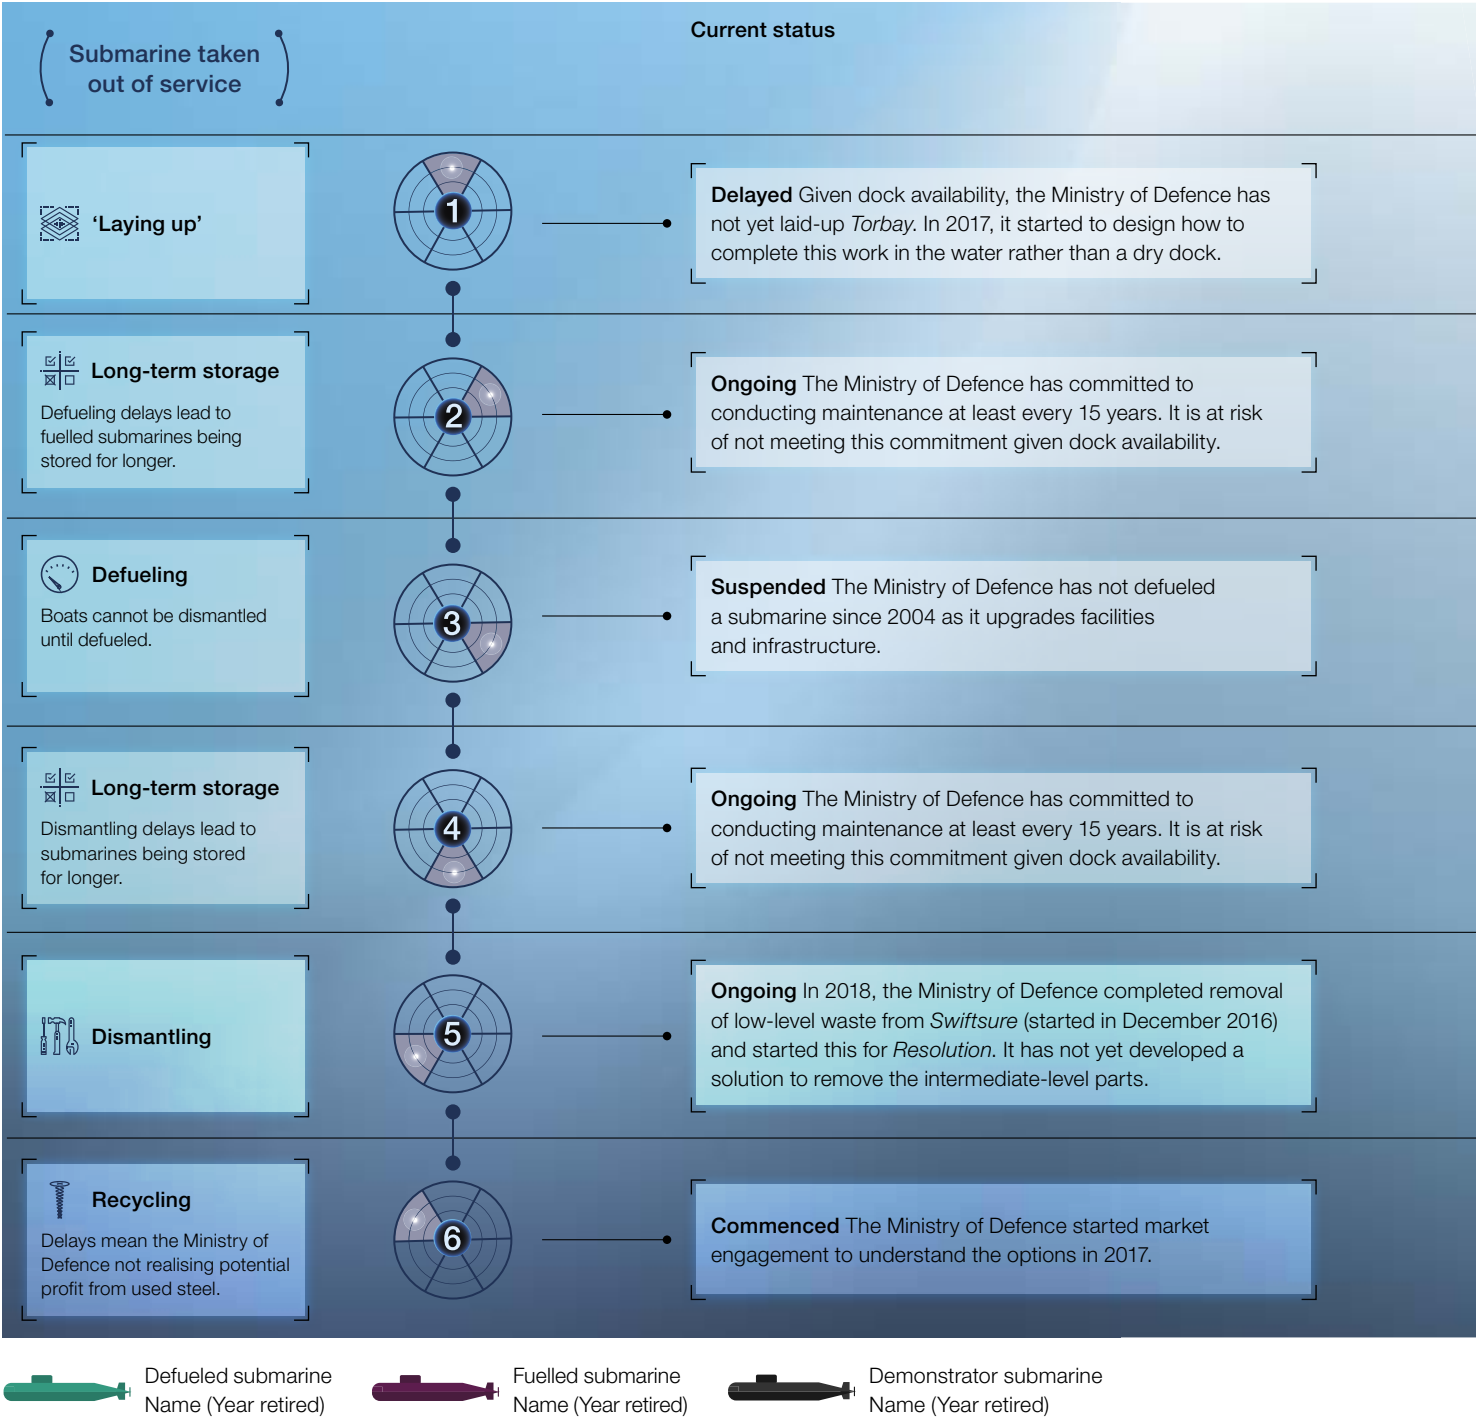 Submarine taken
out of service
Current status
‘Laying up’
1
Delayed Given dock availability, the Ministry of Defence has
not yet laid-up Torbay. In 2017, it started to design how to
complete this work in the water rather than a dry dock.
Long-term storage
Defueling delays lead to
fuelled submarines being
stored for longer.
2
Ongoing The Ministry of Defence has committed to
conducting maintenance at least every 15 years. It is at risk
of not meeting this commitment given dock availability.
Defueling
Boats cannot be dismantled
until defueled.
3
Suspended The Ministry of Defence has not defueled
a submarine since 2004 as it upgrades facilities
and infrastructure.
Long-term storage
Dismantling delays lead to
submarines being stored
for longer.
4
Ongoing The Ministry of Defence has committed to
conducting maintenance at least every 15 years. It is at risk
of not meeting this commitment given dock availability.
Dismantling
5
Ongoing In 2018, the Ministry of Defence completed removal
of low-level waste from Swiftsure (started in December 2016)
and started this for Resolution. It has not yet developed a
solution to remove the intermediate-level parts.
Recycling
Delays mean the Ministry of
Defence not realising potential
profit from used steel.
6
Commenced The Ministry of Defence started market
engagement to understand the options in 2017.
Defueled submarine
Name (Year retired)
Fuelled submarine
Name (Year retired)
Demonstrator submarine
Name (Year retired)